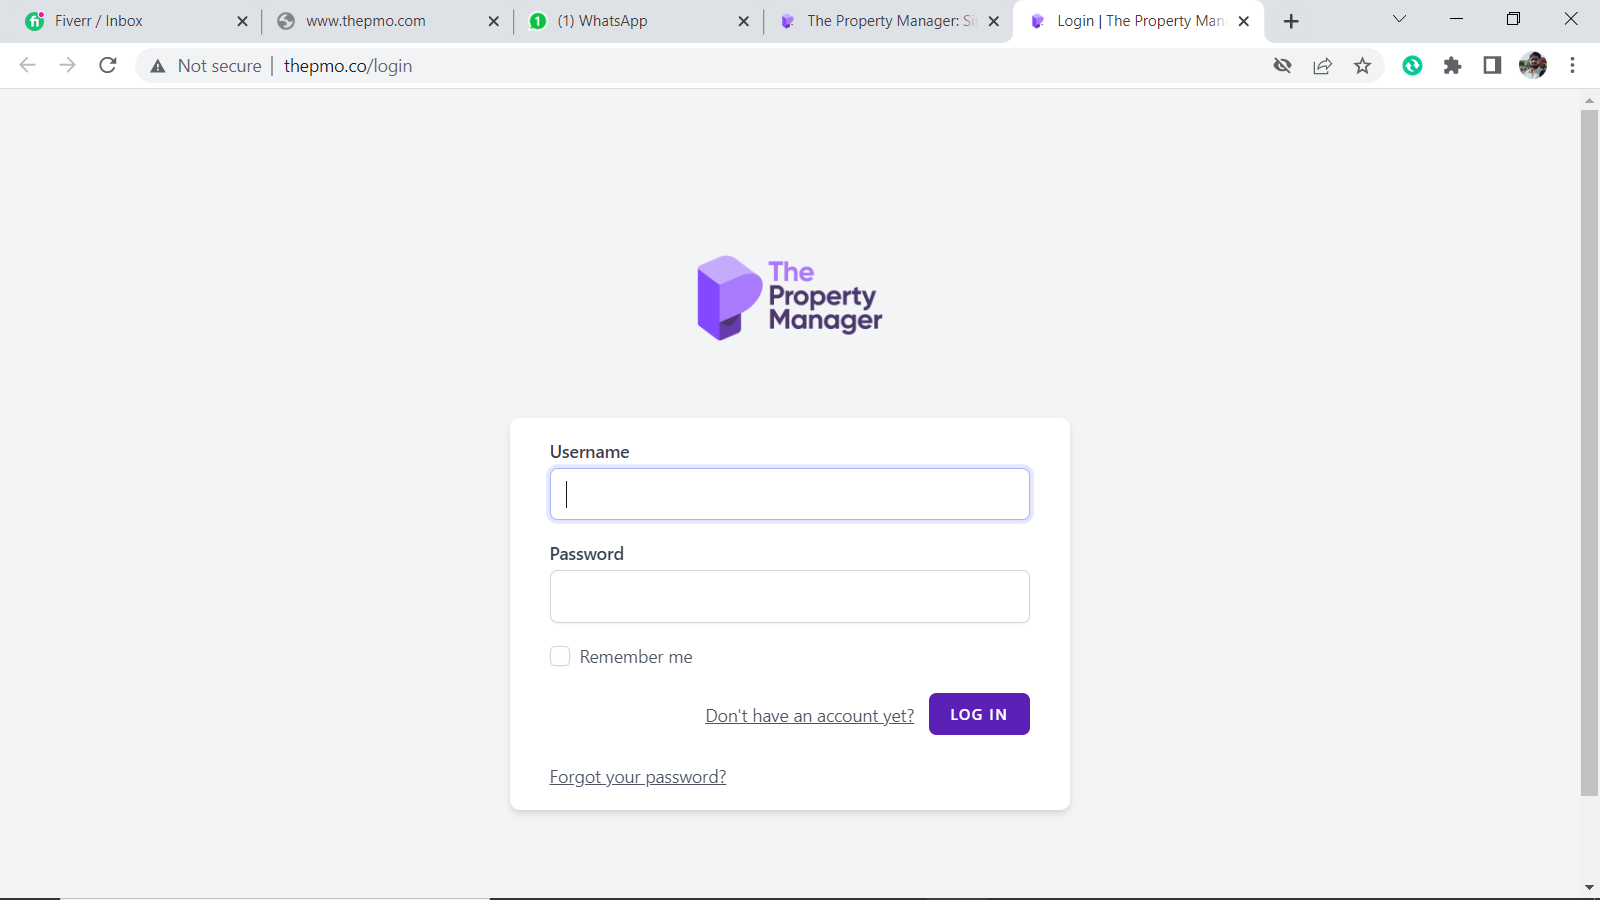 Fiverr / Inbox
www.thepmo.com
(1) WhatsApp
The Property Manager: Si
Login | The Property Man
Not secure | thepmo.co/login
The
Property
Manager
Username
Password
Remember me
Don't have an account yet?
LOG IN
Forgot your password?